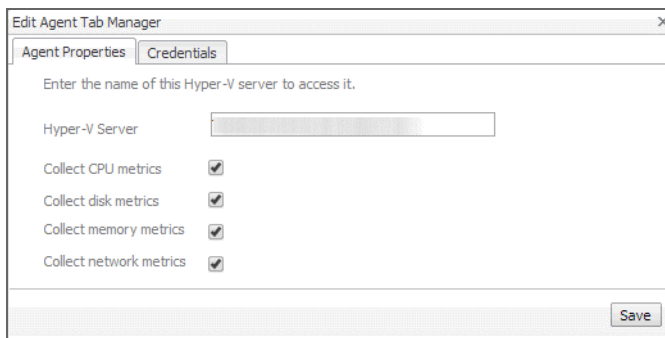 Edit Agent Tab Manager
Agent Properties Credentials
Enter the name of this Hyper-V server to access it.
Hyper-V Server
Collect CPU metrics
Collect disk metrics
Collect memory metrics
Collect network metrics
Save